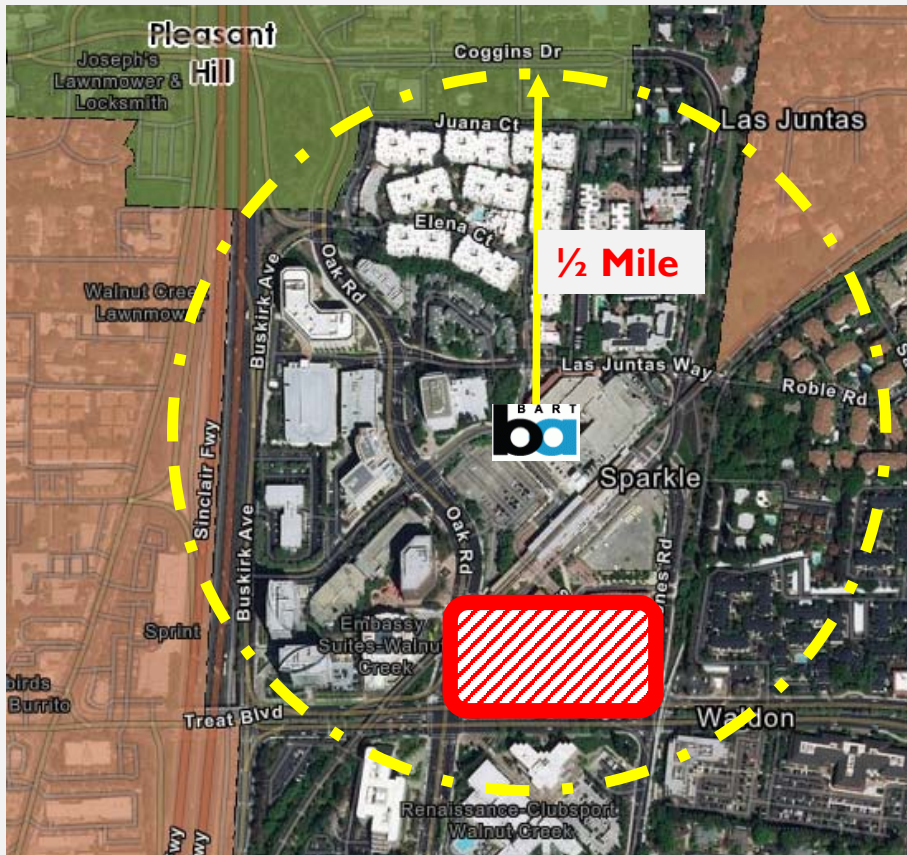 Pleasant
Hill
Coggins Dr
Joseph's
Lawnmower &
Locksmith
Juana Ct
Las Juntas
Elena Ct
Oak Rd
½ Mile
Buskirk Ave
Walnut Creek
Lawnmower
Las Juntas Way
Roble Rd
BART
ba
Sparkle
Sinclair Fwy
Oak Rd
Buskirk Ave
Embassy
Suites-Walnut
Creek
Sprint
Burrito
Treat Blvd
Waldon
Renaissance-Clubsport
Walnut Creek